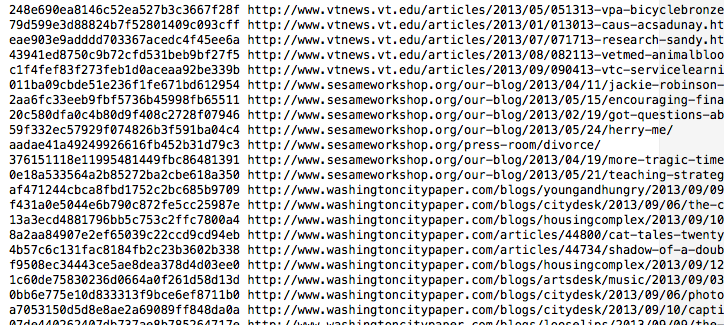 248e690ea8146c52ea527b3c3667f28f http://www.vtnews.vt.edu/articles/2013/05/051313-vpa-bicyclebronze
79d599e3d88824b7f52801409c093cff http://www.vtnews.vt.edu/articles/2013/01/013013-caus-acsadunay.ht
eae903e9adddd703367acedc4f45ee6a http://www.vtnews.vt.edu/articles/2013/07/071713-research-sandy.ht
43941ed8750c9b72cfd531beb9bf27f5 http://www.vtnews.vt.edu/articles/2013/08/082113-vetmed-animalbloo
c1f4fef83f273feb1d0aceaa92be339b http://www.vtnews.vt.edu/articles/2013/09/090413-vtc-servicelearni
011ba09cbde51e236f1fe671bd612954 http://www.sesameworkshop.org/our-blog/2013/04/11/jackie-robinson-
2aa6fc33eeb9fbf5736b45998fb65511 http://www.sesameworkshop.org/our-blog/2013/05/15/encouraging-fina
20c580dfa0c4b80d9f408c2728f07946 http://www.sesameworkshop.org/our-blog/2013/02/19/got-questions-ab
59f332ec57929f074826b3f591ba04c4 http://www.sesameworkshop.org/our-blog/2013/05/24/herry-me/
aadae41a49249926616fb452b31d79c3 http://www.sesameworkshop.org/press-room/divorce/
376151118e11995481449fbc86481391 http://www.sesameworkshop.org/our-blog/2013/04/19/more-tragic-time
0e18a533564a2b85272ba2cbe618a350 http://www.sesameworkshop.org/our-blog/2013/05/21/teaching-strateg
af471244cbca8fbd1752c2bc685b9709 http://www.washingtoncitypaper.com/blogs/youngandhungry/2013/09/09
f431a0e5044e6b790c872fe5cc25987e http://www.washingtoncitypaper.com/blogs/citydesk/2013/09/06/the-c
13a3ecd4881796bb5c753c2ffc7800a4 http://www.washingtoncitypaper.com/blogs/housingcomplex/2013/09/10
8a2aa84907e2ef65039c22ccd9cd94eb http://www.washingtoncitypaper.com/articles/44800/cat-tales-twenty
4b57c6c131fac8184fb2c23b3602b338 http://www.washingtoncitypaper.com/articles/44734/shadow-of-a-doub
f9508ec34443ce5ae8dea378d4d03ee0 http://www.washingtoncitypaper.com/blogs/housingcomplex/2013/09/12
1c60de75830236d0664a0f261d58d13d http://www.washingtoncitypaper.com/blogs/artsdesk/music/2013/09/03
0bb6e775e10d833313f9bce6ef8711b0 http://www.washingtoncitypaper.com/blogs/citydesk/2013/09/06/photo
a7053150d5d8e8ae2a69089ff848da0a http://www.washingtoncitypaper.com/blogs/citydesk/2013/09/10/capit